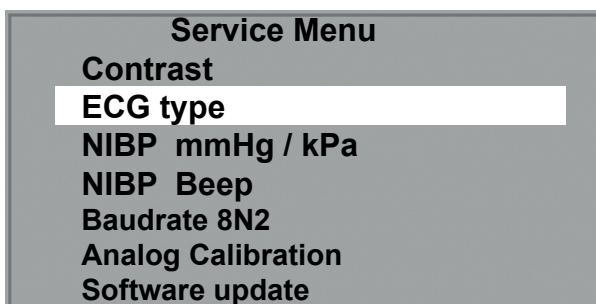 Service Menu
Contrast
ECG type
NIBP mmHg / kPa
NIBP Beep
Baudrate 8N2
Analog Calibration
Software update